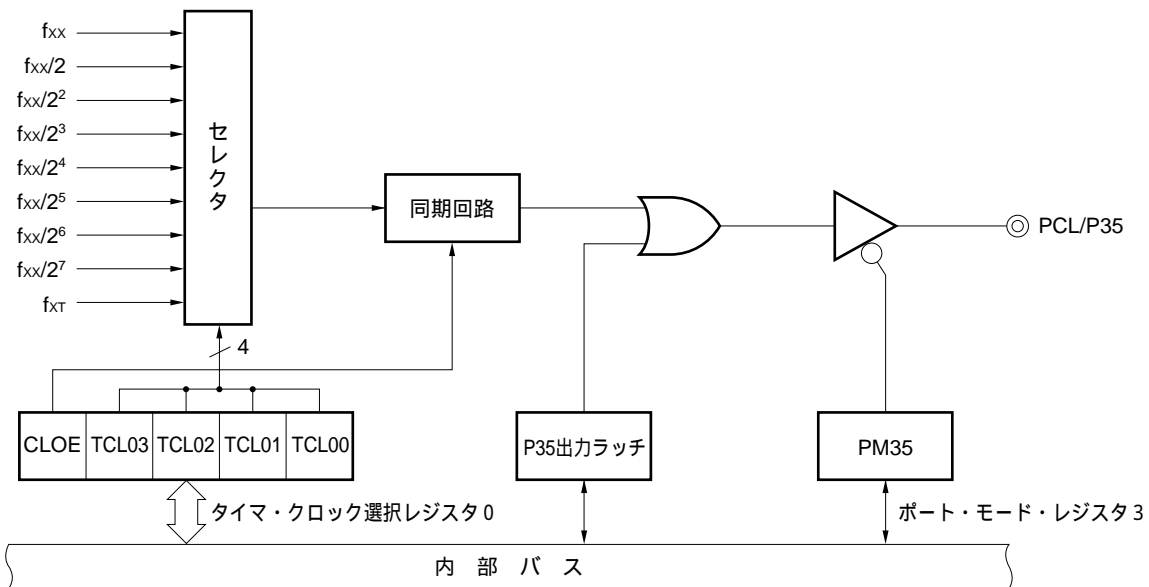 fXX
fXX/2
fXX/2²
fXX/2³
fXX/2⁴
fXX/2⁵
fXX/2⁶
fXX/2⁷
fXT
セレクタ
4
同期回路
PCL/P35
CLOE TCL03 TCL02 TCL01 TCL00
P35出力ラッチ
PM35
タイマ・クロック選択レジスタ0
ポート・モード・レジスタ3
内 部 バ ス